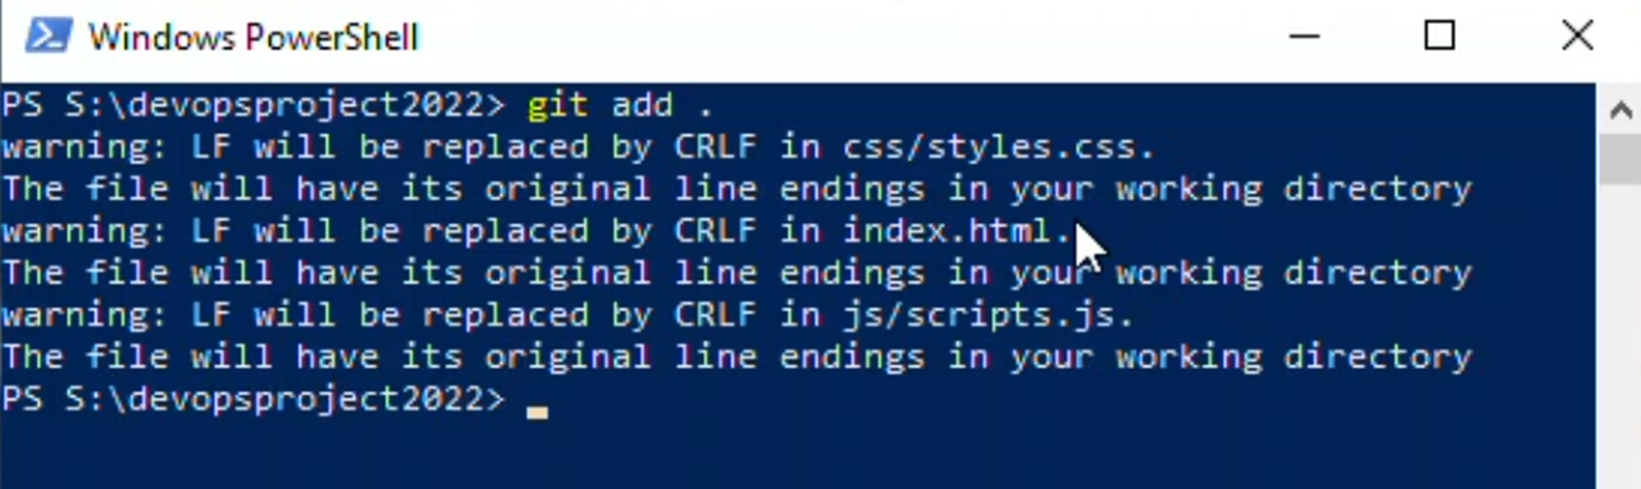 Windows PowerShell
PS S:\devopsproject2022> git add .
warning: LF will be replaced by CRLF in css/styles.css.
The file will have its original line endings in your working directory
warning: LF will be replaced by CRLF in index.html.
The file will have its original line endings in your working directory
warning: LF will be replaced by CRLF in js/scripts.js.
The file will have its original line endings in your working directory
PS S:\devopsproject2022>